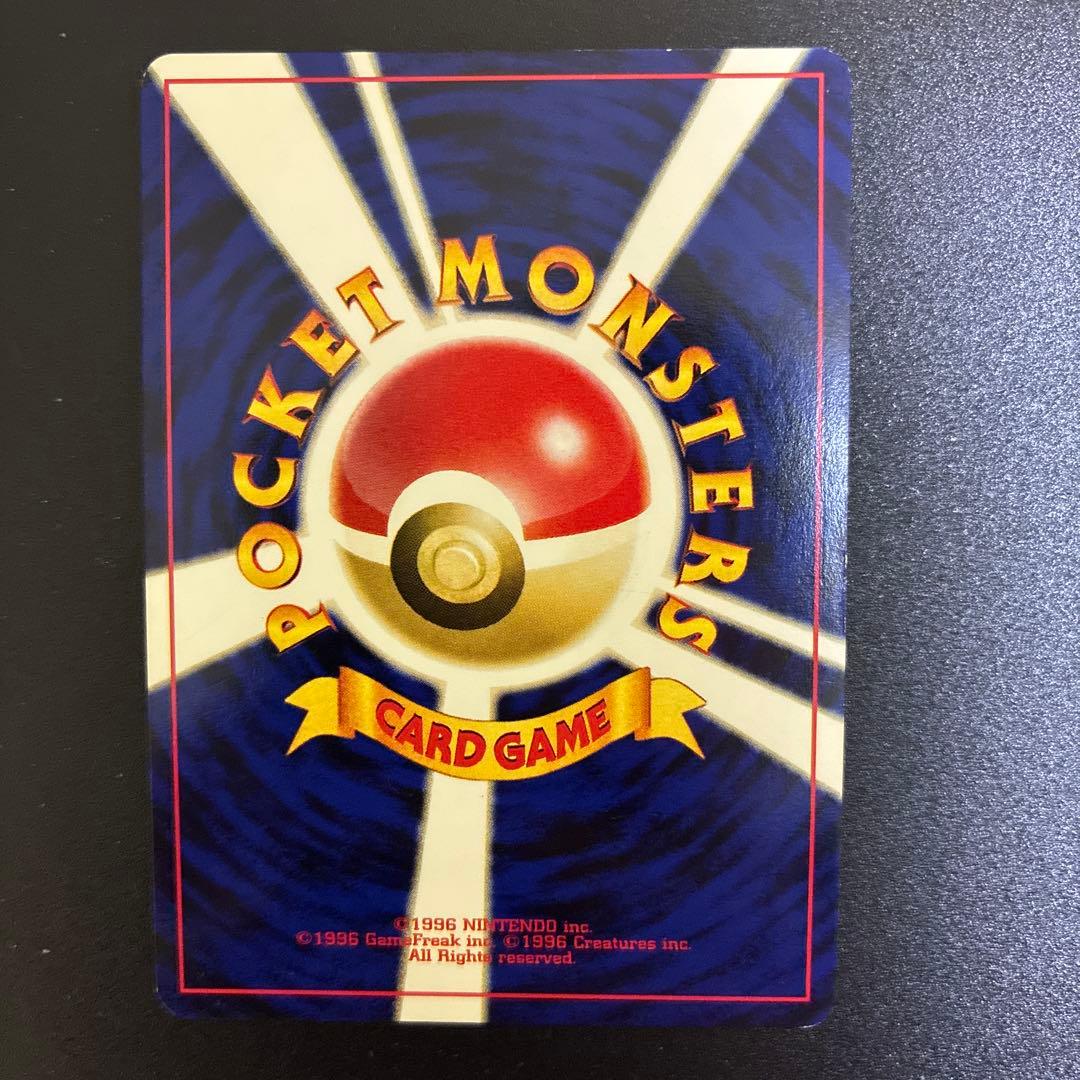 POCKET MONSTERS
CARD GAME
©1996 NINTENDO inc.
©1996 GameFreak inc. ©1996 Creatures inc.
All Rights reserved.